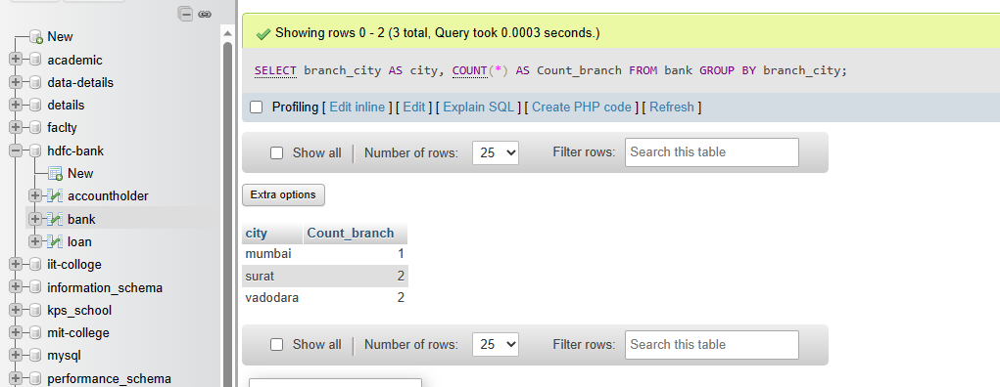 New
academic
data-details
details
faclty
hdfc-bank
New
accountholder
bank
loan
iit-colloge
information_schema
kps_school
mit-college
mysql
performance_schema
Showing rows 0 - 2 (3 total, Query took 0.0003 seconds.)
SELECT branch_city AS city, COUNT(*) AS Count_branch FROM bank GROUP BY branch_city;
Profiling [ Edit inline ] [ Edit ] [ Explain SQL ] [ Create PHP code ] [ Refresh ]
Show all | Number of rows: 25 Filter rows: Search this table
Extra options
city Count_branch
mumbai 1
surat 2
vadodara 2
Show all | Number of rows: 25 Filter rows: Search this table